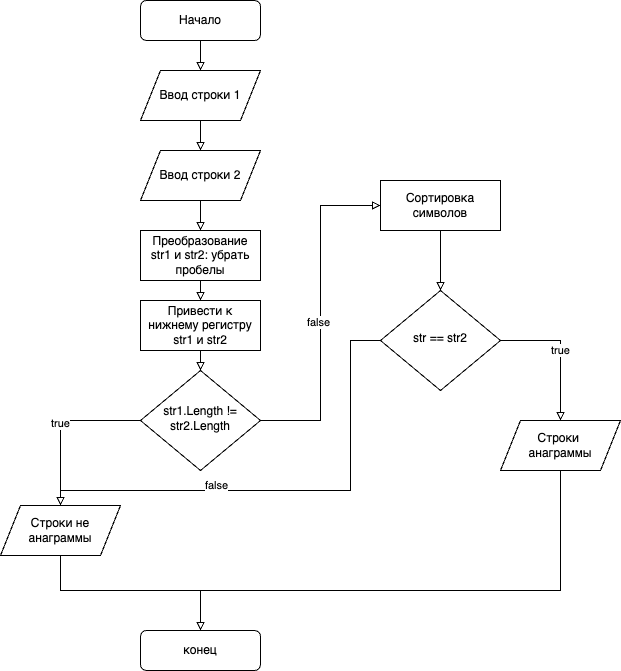 Начало
Ввод строки 1
Ввод строки 2
Преобразование
str1 и str2: убрать
пробелы
Привести к
нижнему регистру
str1 и str2
str1.Length !=
str2.Length
true
false
Сортировка
символов
str == str2
true
false
Строки
анаграммы
Строки не
анаграммы
конец